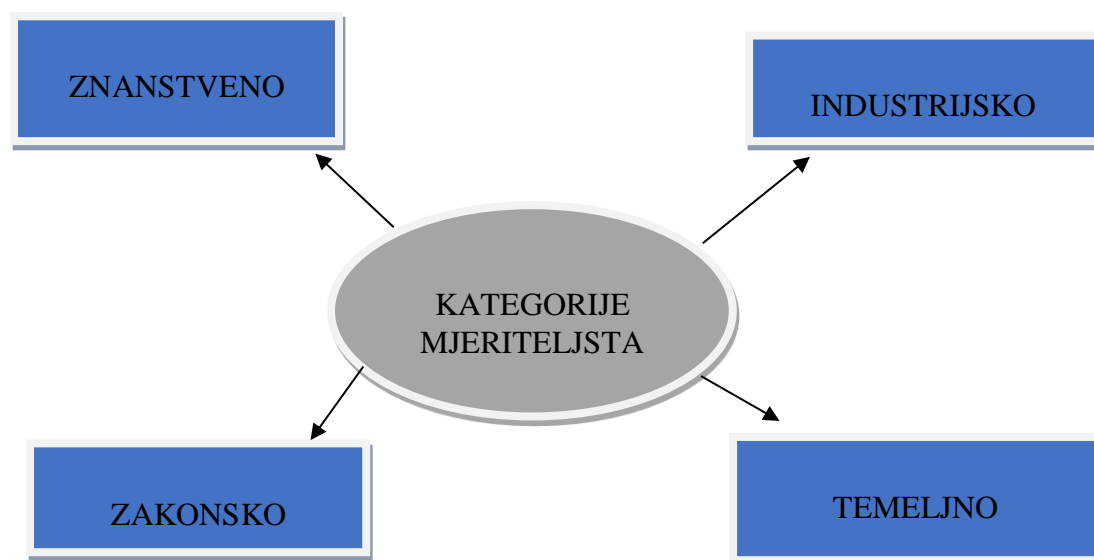 ZNANSTVENO
INDUSTRIJSKO
KATEGORIJE
MJERITELJSTA
ZAKONSKO
TEMELJNO